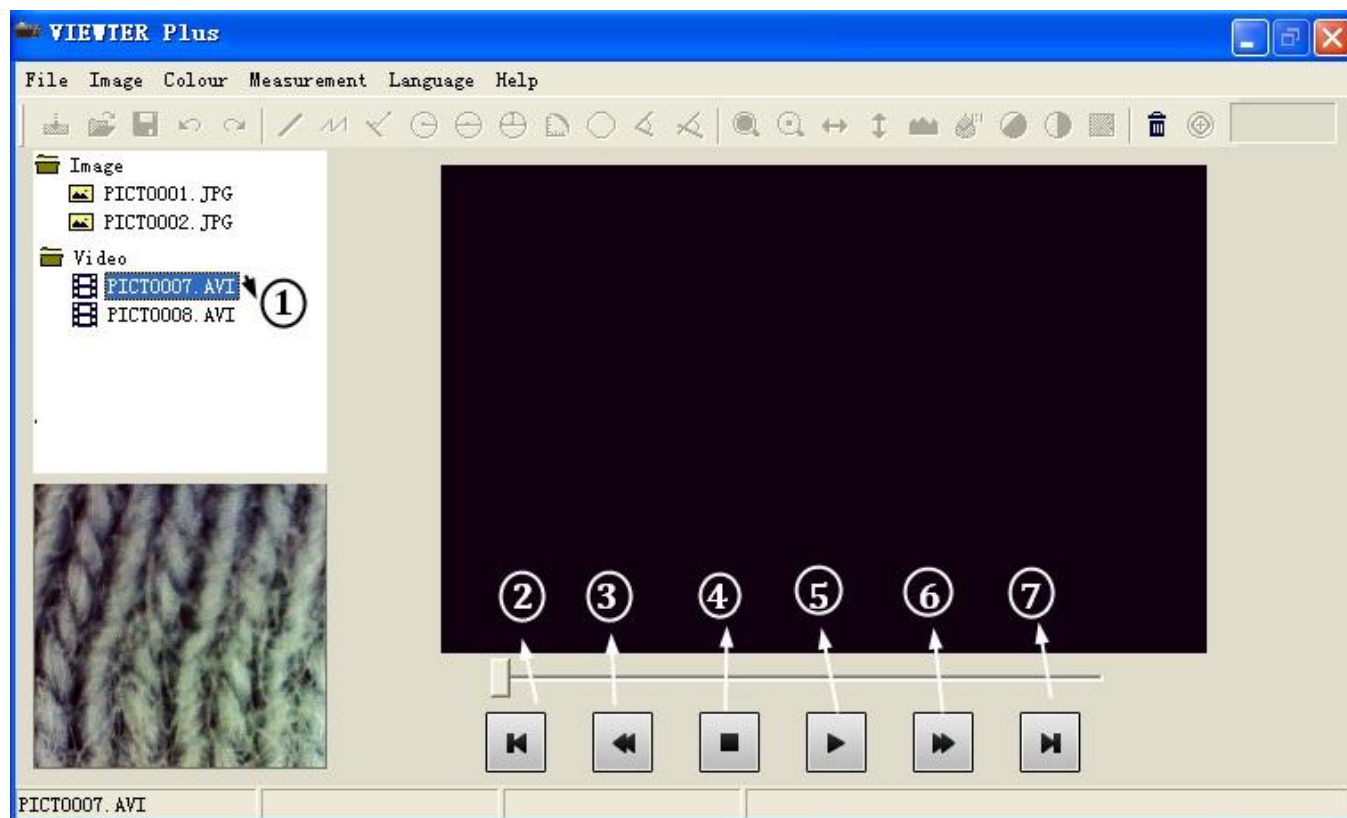 VIEWTER Plus
File Image Colour Measurement Language Help
Image
PICT0001.JPG
PICT0002.JPG
Video
PICT0007.AVI
PICT0008.AVI
①
② ③ ④ ⑤ ⑥ ⑦
PICT0007.AVI